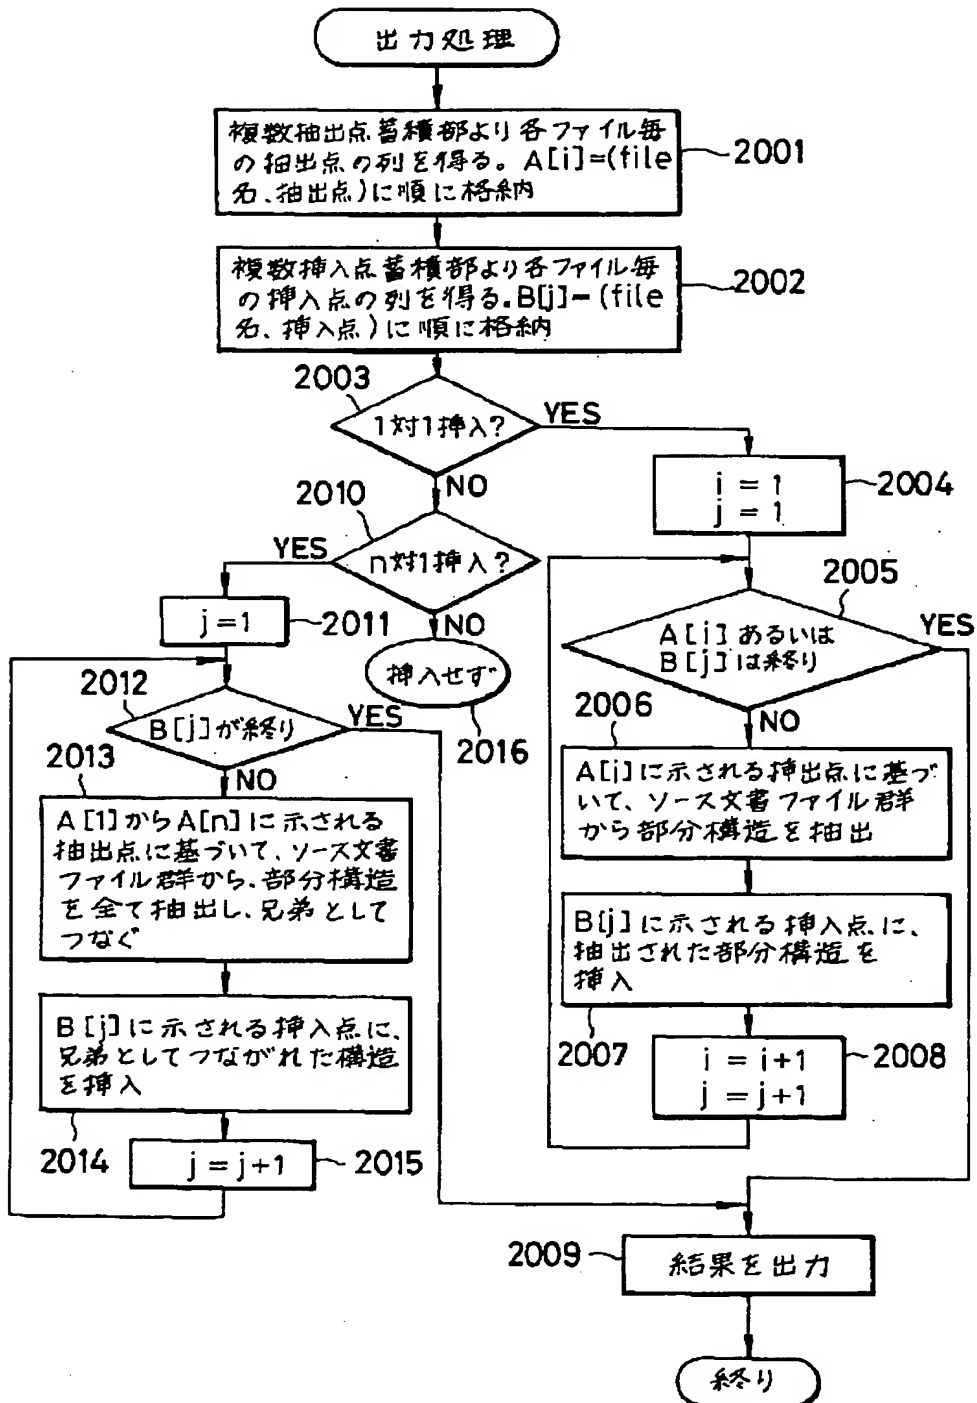 出力処理
複数抽出点蓄積部より各ファイル毎
の抽出点の列を得る。A[i]=(file
名、抽出点)に順に格納
2001
複数挿入点蓄積部より各ファイル毎
の挿入点の列を得る.B[j]=(file
名、挿入点)に順に格納
2002
2003
1対1挿入?
YES
NO
i = 1
j = 1
2004
2010
YES
n対1挿入?
NO
j=1
2011
挿入せず
2016
2005
A[i]あるいは
B[j]は終り
YES
NO
2012
B[j]が終り
YES
NO
2006
A[i]に示される抽出点に基づ
いて、ソース文書ファイル群
から部分構造を抽出
2013
A[1]からA[n]に示される
抽出点に基づいて、ソース文書
ファイル群から、部分構造
を全て抽出し、兄弟として
つなぐ
B[j]に示される挿入点に、
抽出された部分構造を
挿入
2007
B[j]に示される挿入点に、
兄弟としてつながれた構造
を挿入
2014
i = i+1
j = j+1
2008
j = j+1
2015
2009
結果を出力
終り